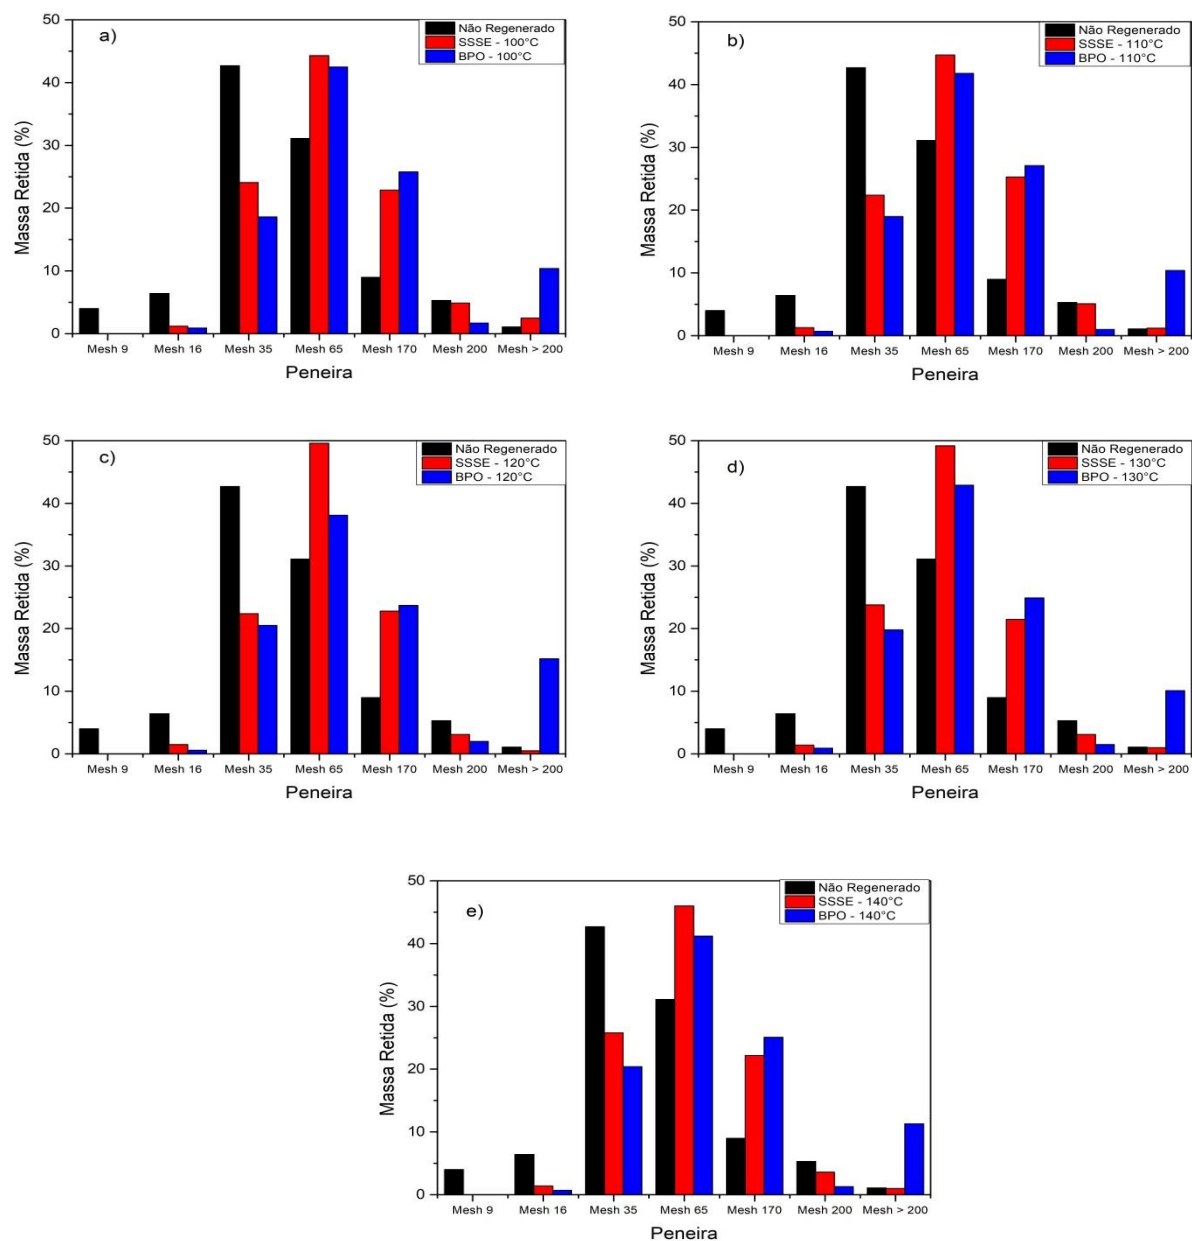 a)
Não Regenerado
SSSE - 100°C
BPO - 100°C
Massa Retida (%)
50
40
30
20
10
0
Mesh 9 Mesh 16 Mesh 35 Mesh 65 Mesh 170 Mesh 200 Mesh > 200
Peneira
b)
Não Regenerado
SSSE - 110°C
BPO - 110°C
Massa Retida (%)
50
40
30
20
10
0
Mesh 9 Mesh 16 Mesh 35 Mesh 65 Mesh 170 Mesh 200 Mesh > 200
Peneira
c)
Não Regenerado
SSSE - 120°C
BPO - 120°C
Massa Retida (%)
50
40
30
20
10
0
Mesh 9 Mesh 16 Mesh 35 Mesh 65 Mesh 170 Mesh 200 Mesh > 200
Peneira
d)
Não Regenerado
SSSE - 130°C
BPO - 130°C
Massa Retida (%)
50
40
30
20
10
0
Mesh 9 Mesh 16 Mesh 35 Mesh 65 Mesh 170 Mesh 200 Mesh > 200
Peneira
e)
Não Regenerado
SSSE - 140°C
BPO - 140°C
Massa Retida (%)
50
40
30
20
10
0
Mesh 9 Mesh 16 Mesh 35 Mesh 65 Mesh 170 Mesh 200 Mesh > 200
Peneira